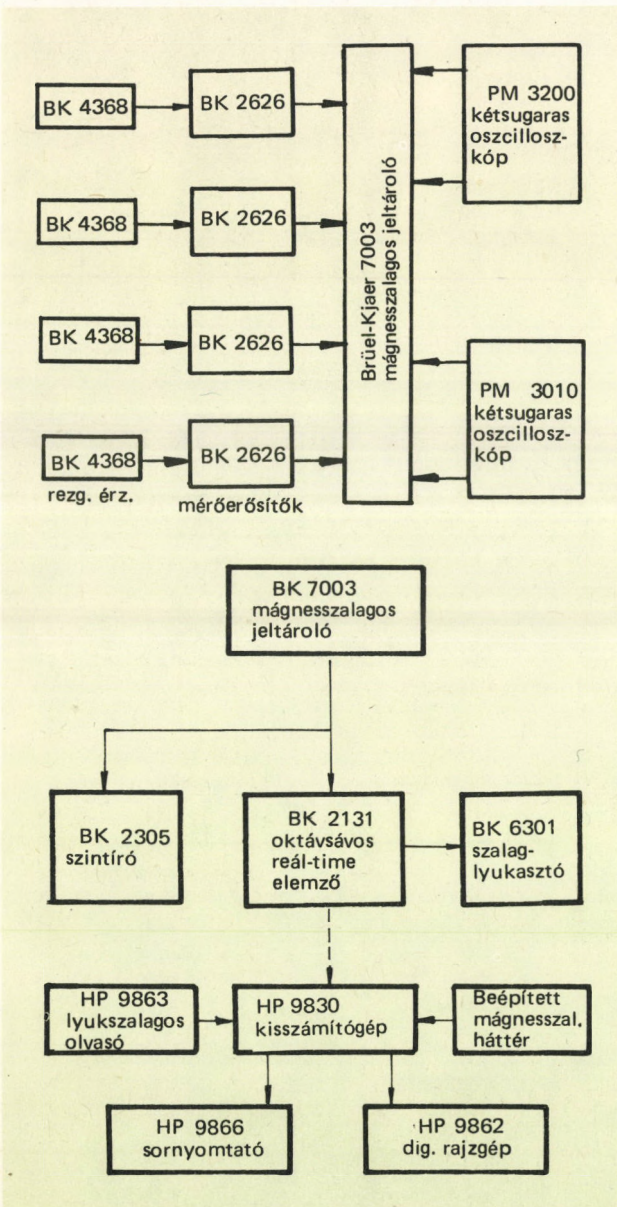 BK 4368
BK 2626
BK 4368
BK 2626
BK 4368
BK 2626
BK 4368
BK 2626
rezg. érz.
mérőerősítők
Brüel-Kjaer 7003
mágnesszalagos jeltároló
PM 3200
kétsugaras
oszcillosz-
kóp
PM 3010
kétsugaras
oszcillosz-
kóp
BK 7003
mágnesszalagos
jeltároló
BK 2305
szintíró
BK 2131
oktávsávos
reál-time
elemző
BK 6301
szalag-
lyukasztó
HP 9863
lyukszalagos
olvasó
HP 9830
kisszámítógép
Beépített
mágnesszal.
háttér
HP 9866
sornyomtató
HP 9862
dig. rajzgép